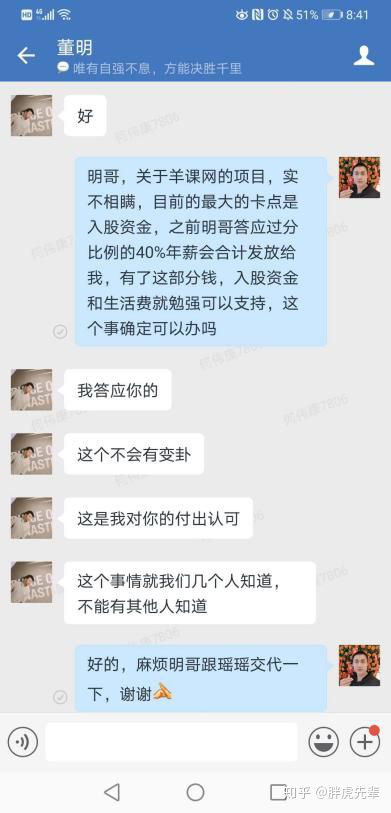 HD 4G 51% 8:41
董明
唯有自强不息，方能决胜千里
好
明哥，关于羊课网的项目，实
不相瞒，目前的最大的卡点是
入股资金，之前明哥答应过分
比例的40%年薪会合计发放给
我，有了这部分钱，入股资金
和生活费就勉强可以支持，这
个事确定可以办吗
我答应你的
这个不会有变卦
这是我对你的付出认可
这个事情就我们几个人知道，
不能有其他人知道
好的，麻烦明哥跟瑶瑶交代一
下，谢谢
知乎 @胖虎先辈
何伟康7806